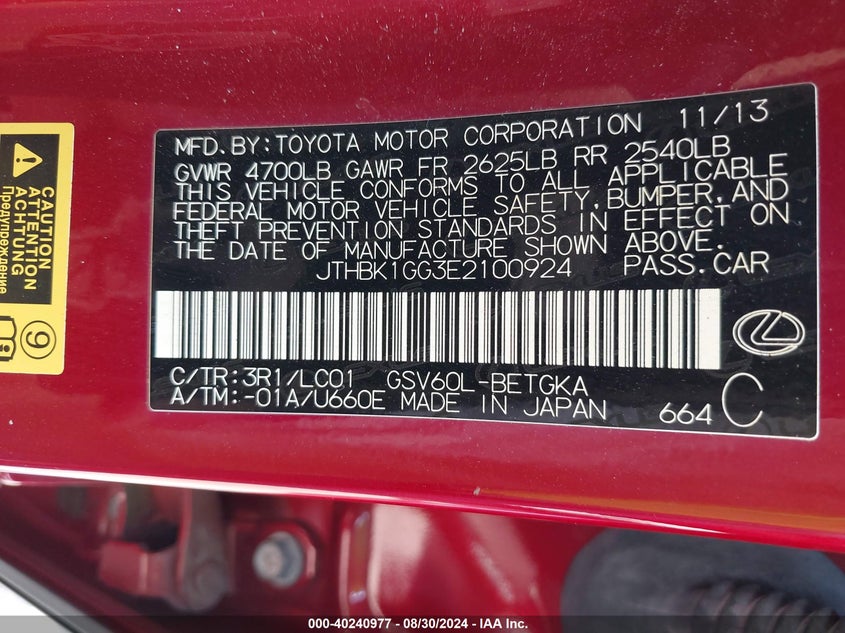 CAUTION
ATTENTION
ACHTUNG
Предупреждение
9
MFD.BY:TOYOTA MOTOR CORPORATION 11/13
GVWR 4700LB GAWR FR 2625LB RR 2540LB
THIS VEHICLE CONFORMS TO ALL APPLICABLE
FEDERAL MOTOR VEHICLE SAFETY,BUMPER,AND
THEFT PREVENTION STANDARDS IN EFFECT ON
THE DATE OF MANUFACTURE SHOWN ABOVE.
JTHBK1GG3E2100924 PASS.CAR
C/TR:3R1/LC01 GSV60L-BETGKA
A/TM:-01A/U660E MADE IN JAPAN 664 C
000-40240977 - 08/30/2024 - IAAI.com